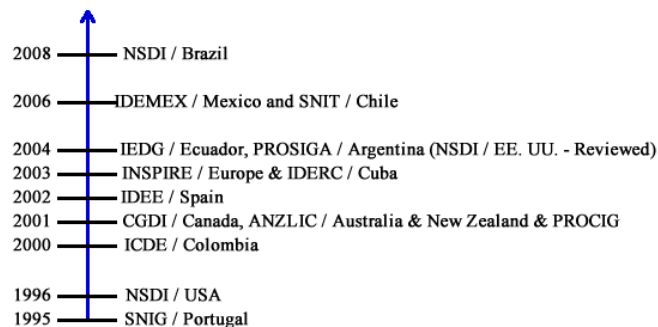 2008 NSDI / Brazil
2006 IDEMEX / Mexico and SNIT / Chile
2004 IEDG / Ecuador, PROSIGA / Argentina (NSDI / EE. UU. - Reviewed)
2003 INSPIRE / Europe & IDERC / Cuba
2002 IDEE / Spain
2001 CGDI / Canada, ANZLIC / Australia & New Zealand & PROCIG
2000 ICDE / Colombia
1996 NSDI / USA
1995 SNIG / Portugal